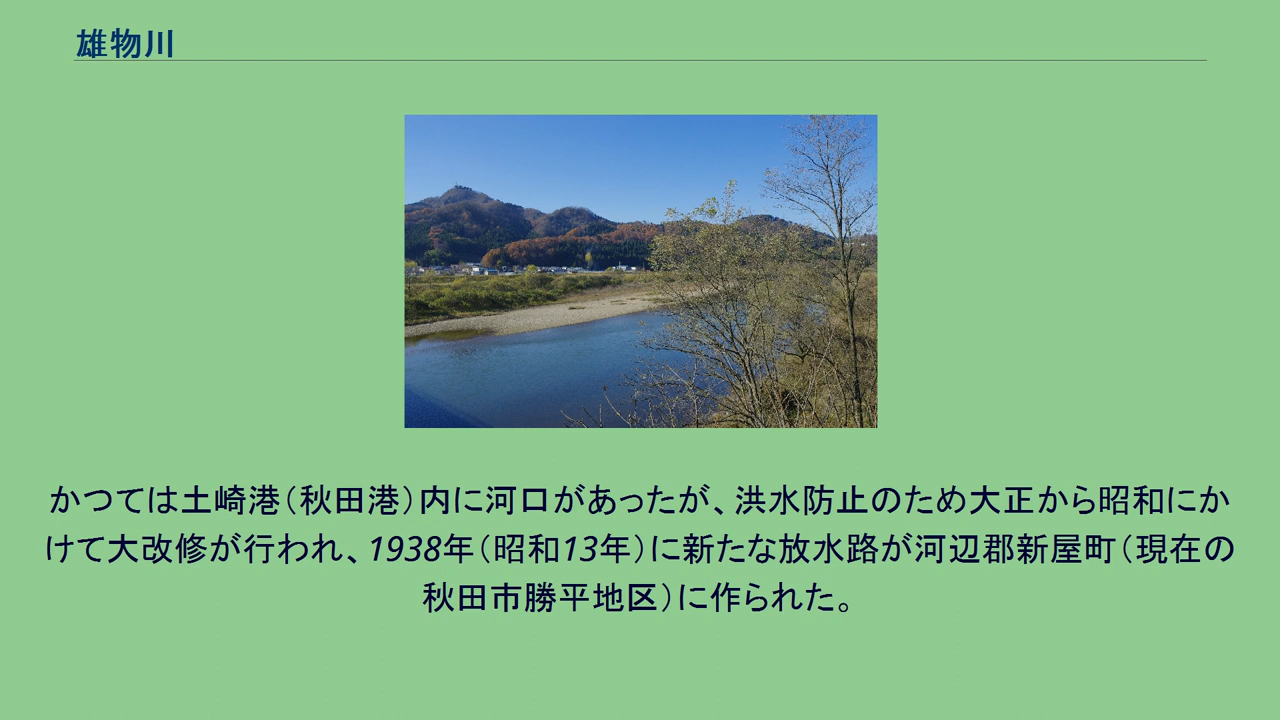 雄物川
かつては土崎港（秋田港）内に河口があったが、洪水防止のため大正から昭和にか
けて大改修が行われ、1938年（昭和13年）に新たな放水路が河辺郡新屋町（現在の
秋田市勝平地区）に作られた。